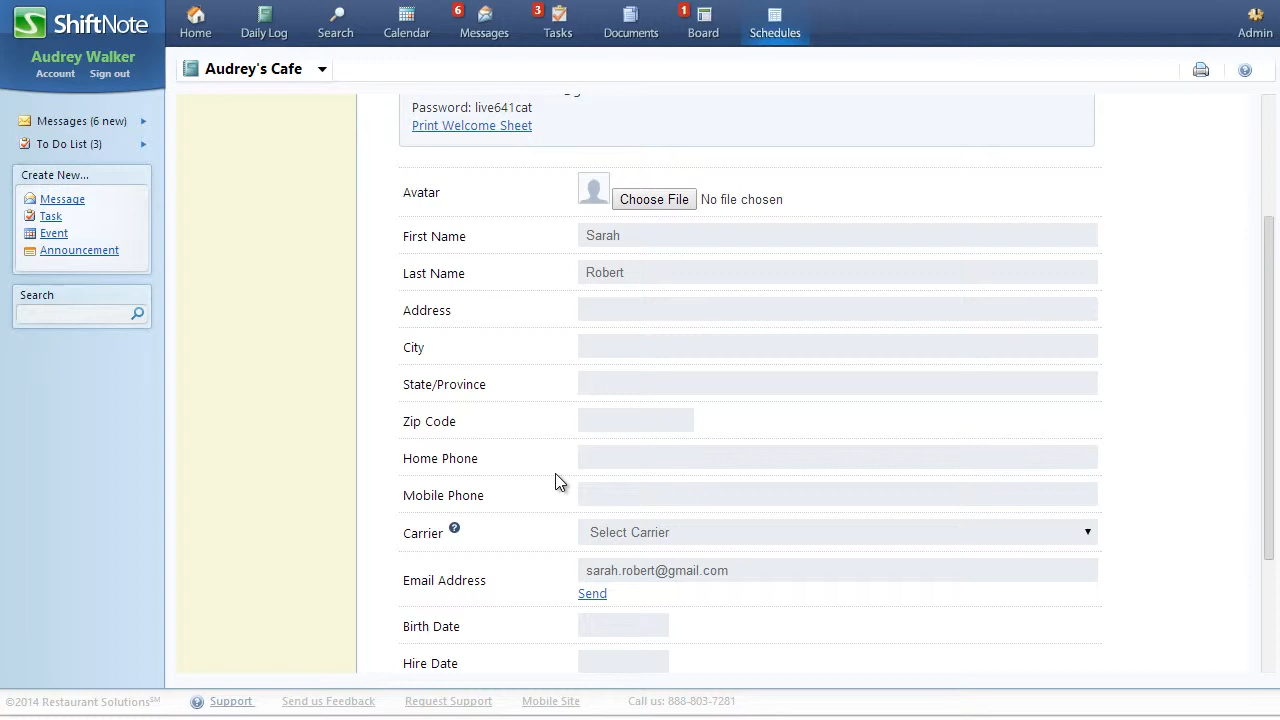 ShiftNote
Audrey Walker
Account Sign out
Home
Daily Log
Search
Calendar
6
Messages
3
Tasks
Documents
1
Board
Schedules
Admin
Audrey's Cafe
Messages (6 new)
To Do List (3)
Create New...
Message
Task
Event
Announcement
Search
Password: live641cat
Print Welcome Sheet
Avatar
Choose File No file chosen
First Name Sarah
Last Name Robert
Address
City
State/Province
Zip Code
Home Phone
Mobile Phone
Carrier ? Select Carrier
Email Address sarah.robert@gmail.com
Send
Birth Date
Hire Date
©2014 Restaurant Solutions℠ Support Send us Feedback Request Support Mobile Site Call us: 888-803-7281